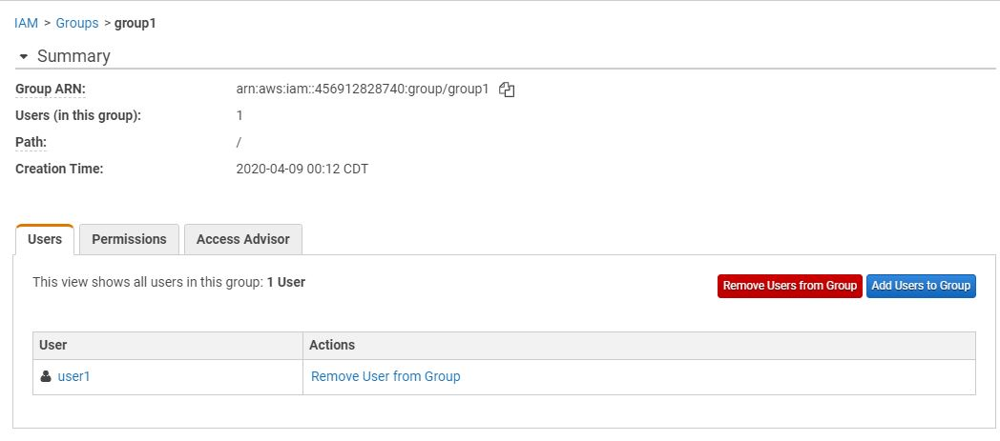 IAM > Groups > group1
Summary
Group ARN: arn:aws:iam::456912828740:group/group1
Users (in this group): 1
Path: /
Creation Time: 2020-04-09 00:12 CDT
Users Permissions Access Advisor
This view shows all users in this group: 1 User Remove Users from Group Add Users to Group
User Actions
user1 Remove User from Group